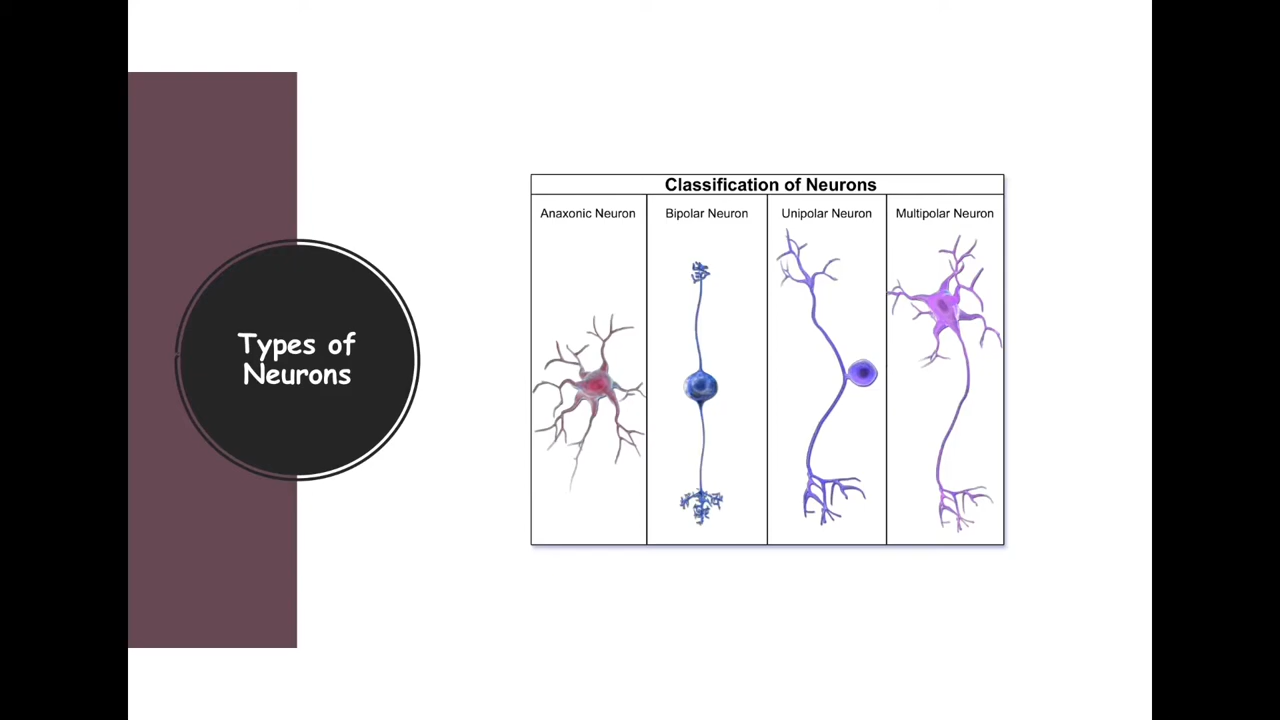 Types of
Neurons
Classification of Neurons
Anaxonic Neuron
Bipolar Neuron
Unipolar Neuron
Multipolar Neuron